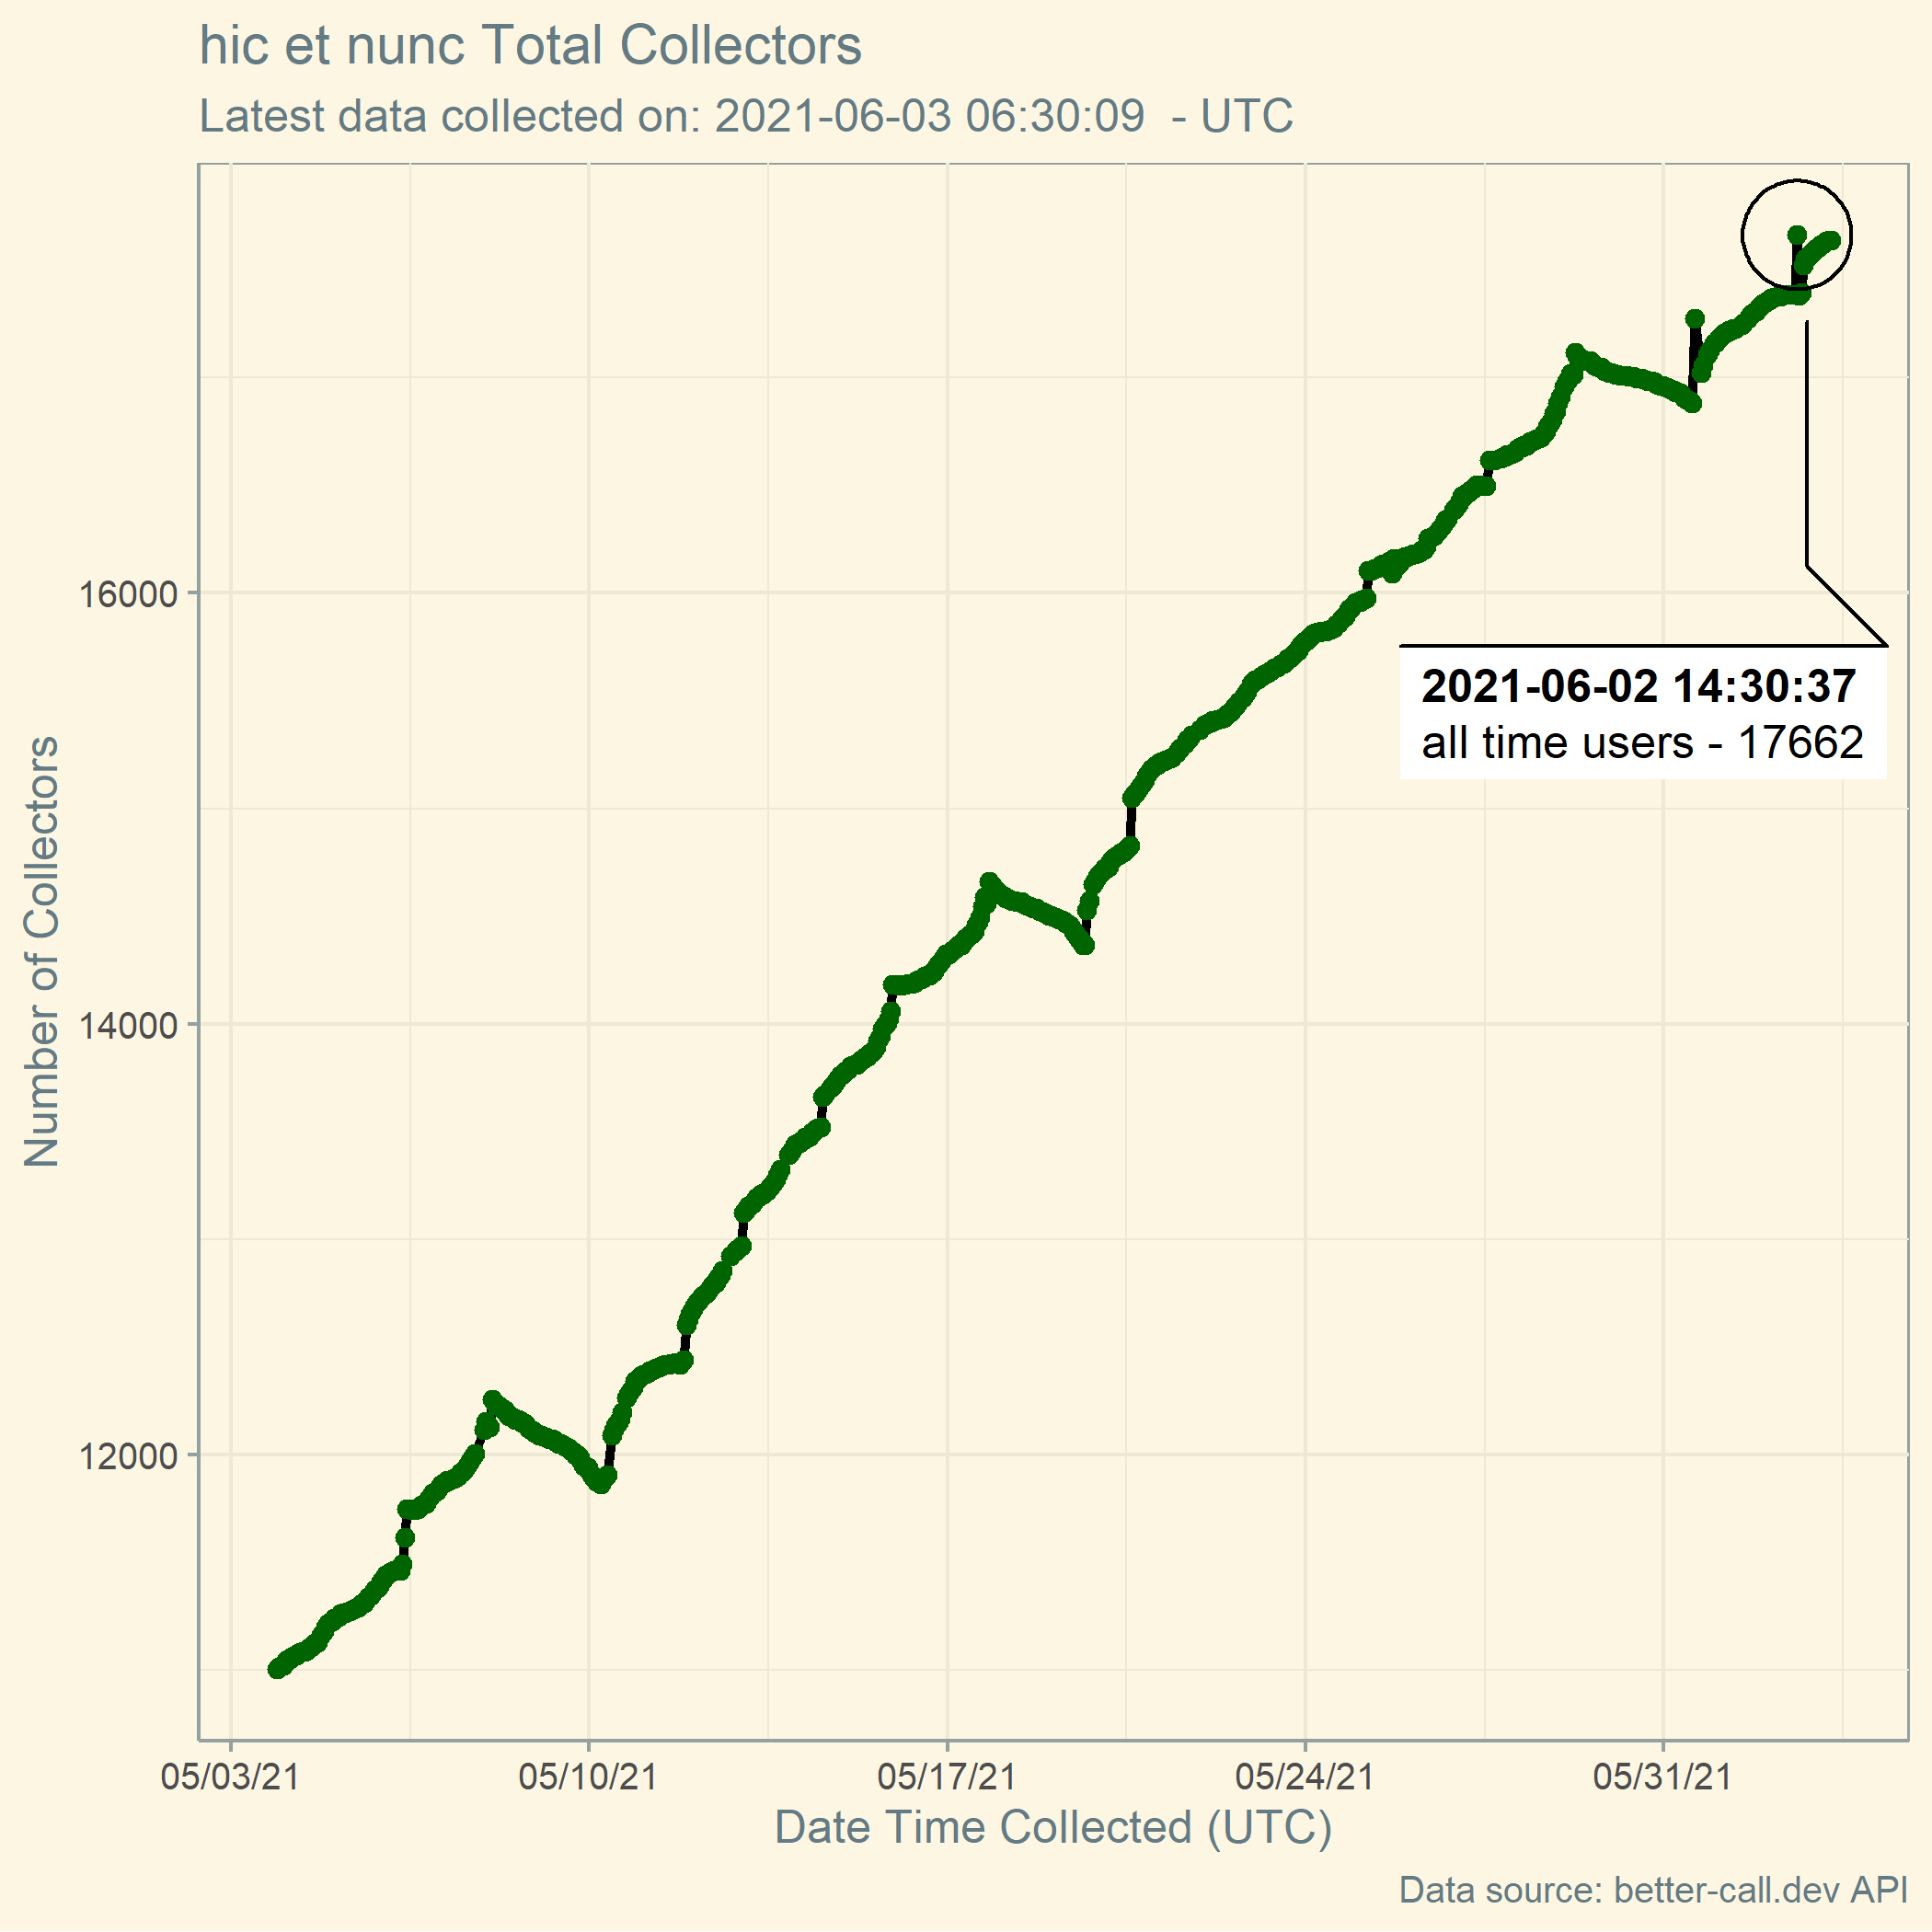 hic et nunc Total Collectors
Latest data collected on: 2021-06-03 06:30:09  - UTC
2021-06-02 14:30:37
all time users - 17662
Number of Collectors
16000
14000
12000
05/03/21
05/10/21
05/17/21
05/24/21
05/31/21
Date Time Collected (UTC)
Data source: better-call.dev API